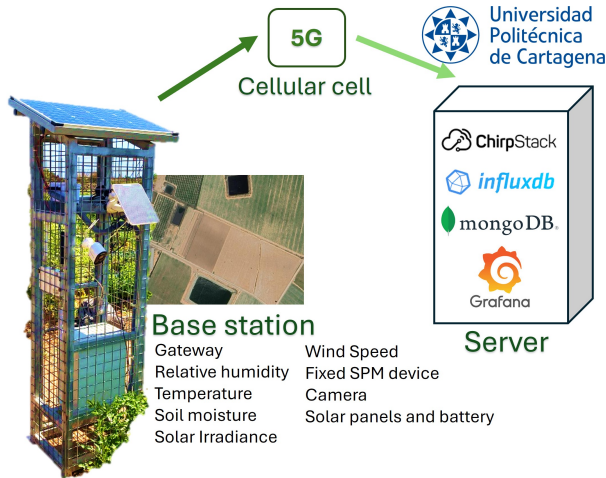 5G
Cellular cell
Universidad
Politécnica
de Cartagena
ChirpStack
influxdb
mongoDB®
Grafana
Server
Base station
Gateway
Relative humidity
Temperature
Soil moisture
Solar Irradiance
Wind Speed
Fixed SPM device
Camera
Solar panels and battery